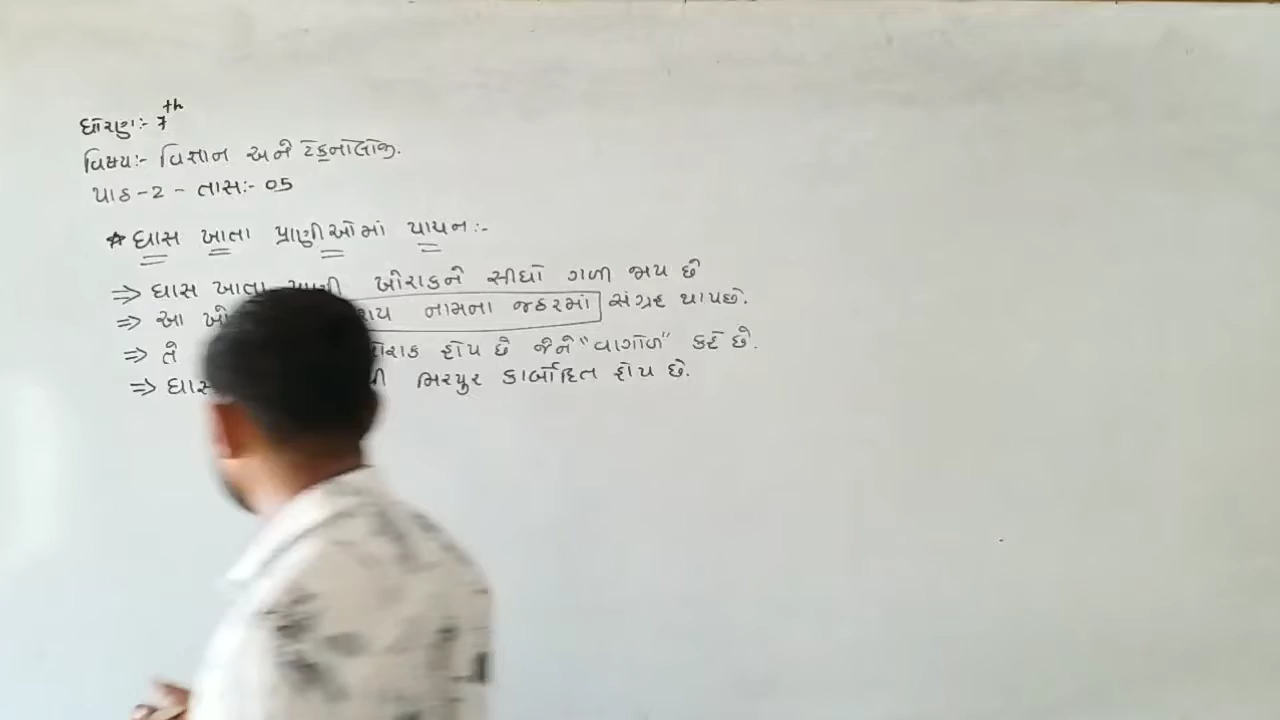 ધોરણ:- 7th
વિષય:- વિજ્ઞાન અને ટેકનોલોજી.
પાઠ-2 - તાસ:- 05
* ઘાસ ખાતા પ્રાણીઓમાં પાચન:-
⇒ ઘાસ ખાતા ખોરાકને સીધો ગળી જાય છે
⇒ આ નામના જઠરમાં સંગ્રહ થાય છે.
⇒ તે હોય છે જેને "વાગોળ" કહે છે.
⇒ ભરપુર કાર્બોદિત હોય છે.